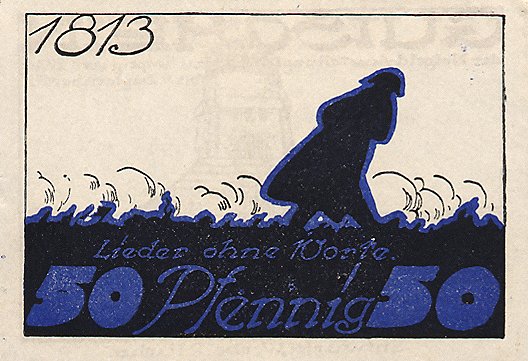 1813
Lieder ohne Worte.
50 Pfennig 50